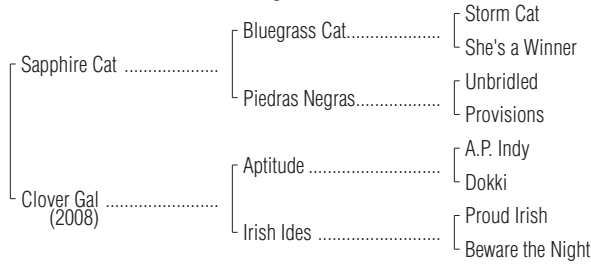 Storm Cat
Bluegrass Cat..................
She's a Winner
Sapphire Cat ...................
Unbridled
Piedras Negras................
Provisions
A.P. Indy
Aptitude .........................
Dokki
Clover Gal .......................
(2008)
Proud Irish
Irish Ides ........................
Beware the Night